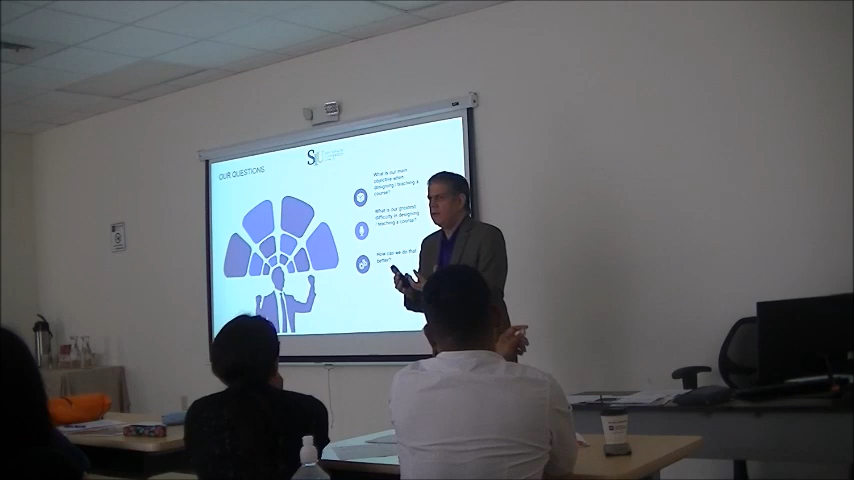 OUR QUESTIONS
What is our main
objective when
designing / teaching a
course?
What is our greatest
difficulty in designing
/ teaching a course?
How can we do that
better?